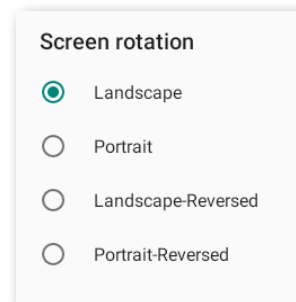 Screen rotation
Landscape
Portrait
Landscape-Reversed
Portrait-Reversed